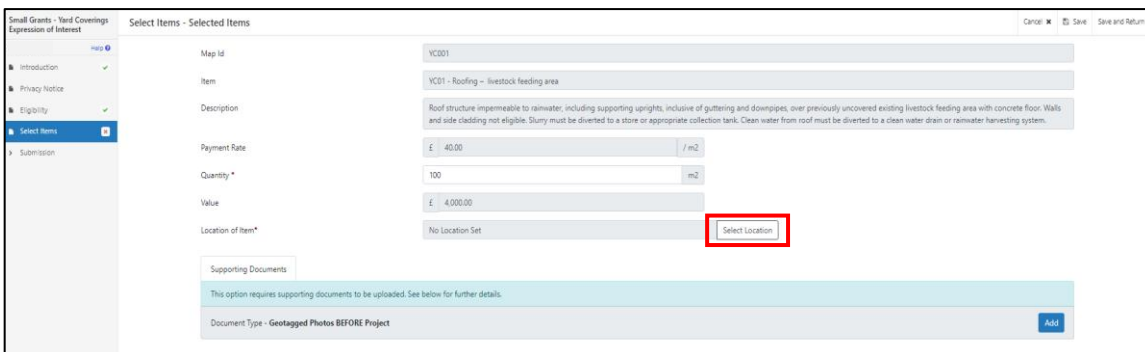 Small Grants - Yard Coverings
Expression of Interest
Select Items - Selected Items
Cancel ✖ Save Save and Return
Help
Introduction
Privacy Notice
Eligibility
Select Items
Submission
Map Id YC001
Item YC01 - Roofing – livestock feeding area
Description Roof structure impermeable to rainwater, including supporting uprights, inclusive of guttering and downpipes, over previously uncovered existing livestock feeding area with concrete floor. Walls
and side cladding not eligible. Slurry must be diverted to a store or appropriate collection tank. Clean water from roof must be diverted to a clean water drain or rainwater harvesting system.
Payment Rate £ 40.00 / m2
Quantity * 100 m2
Value £ 4,000.00
Location of Item* No Location Set Select Location
Supporting Documents
This option requires supporting documents to be uploaded. See below for further details.
Document Type - Geotagged Photos BEFORE Project Add